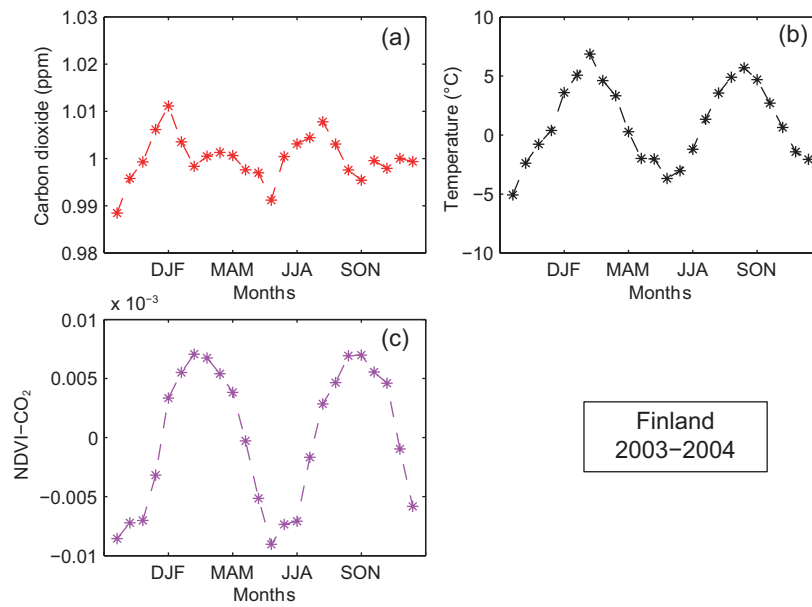 (a)
Carbon dioxide (ppm)
1.03
1.02
1.01
1
0.99
0.98
DJF MAM JJA SON
Months
(b)
Temperature (°C)
10
5
0
−5
−10
DJF MAM JJA SON
Months
x 10⁻³
(c)
NDVI−CO₂
0.01
0.005
0
−0.005
−0.01
DJF MAM JJA SON
Months
Finland
2003−2004